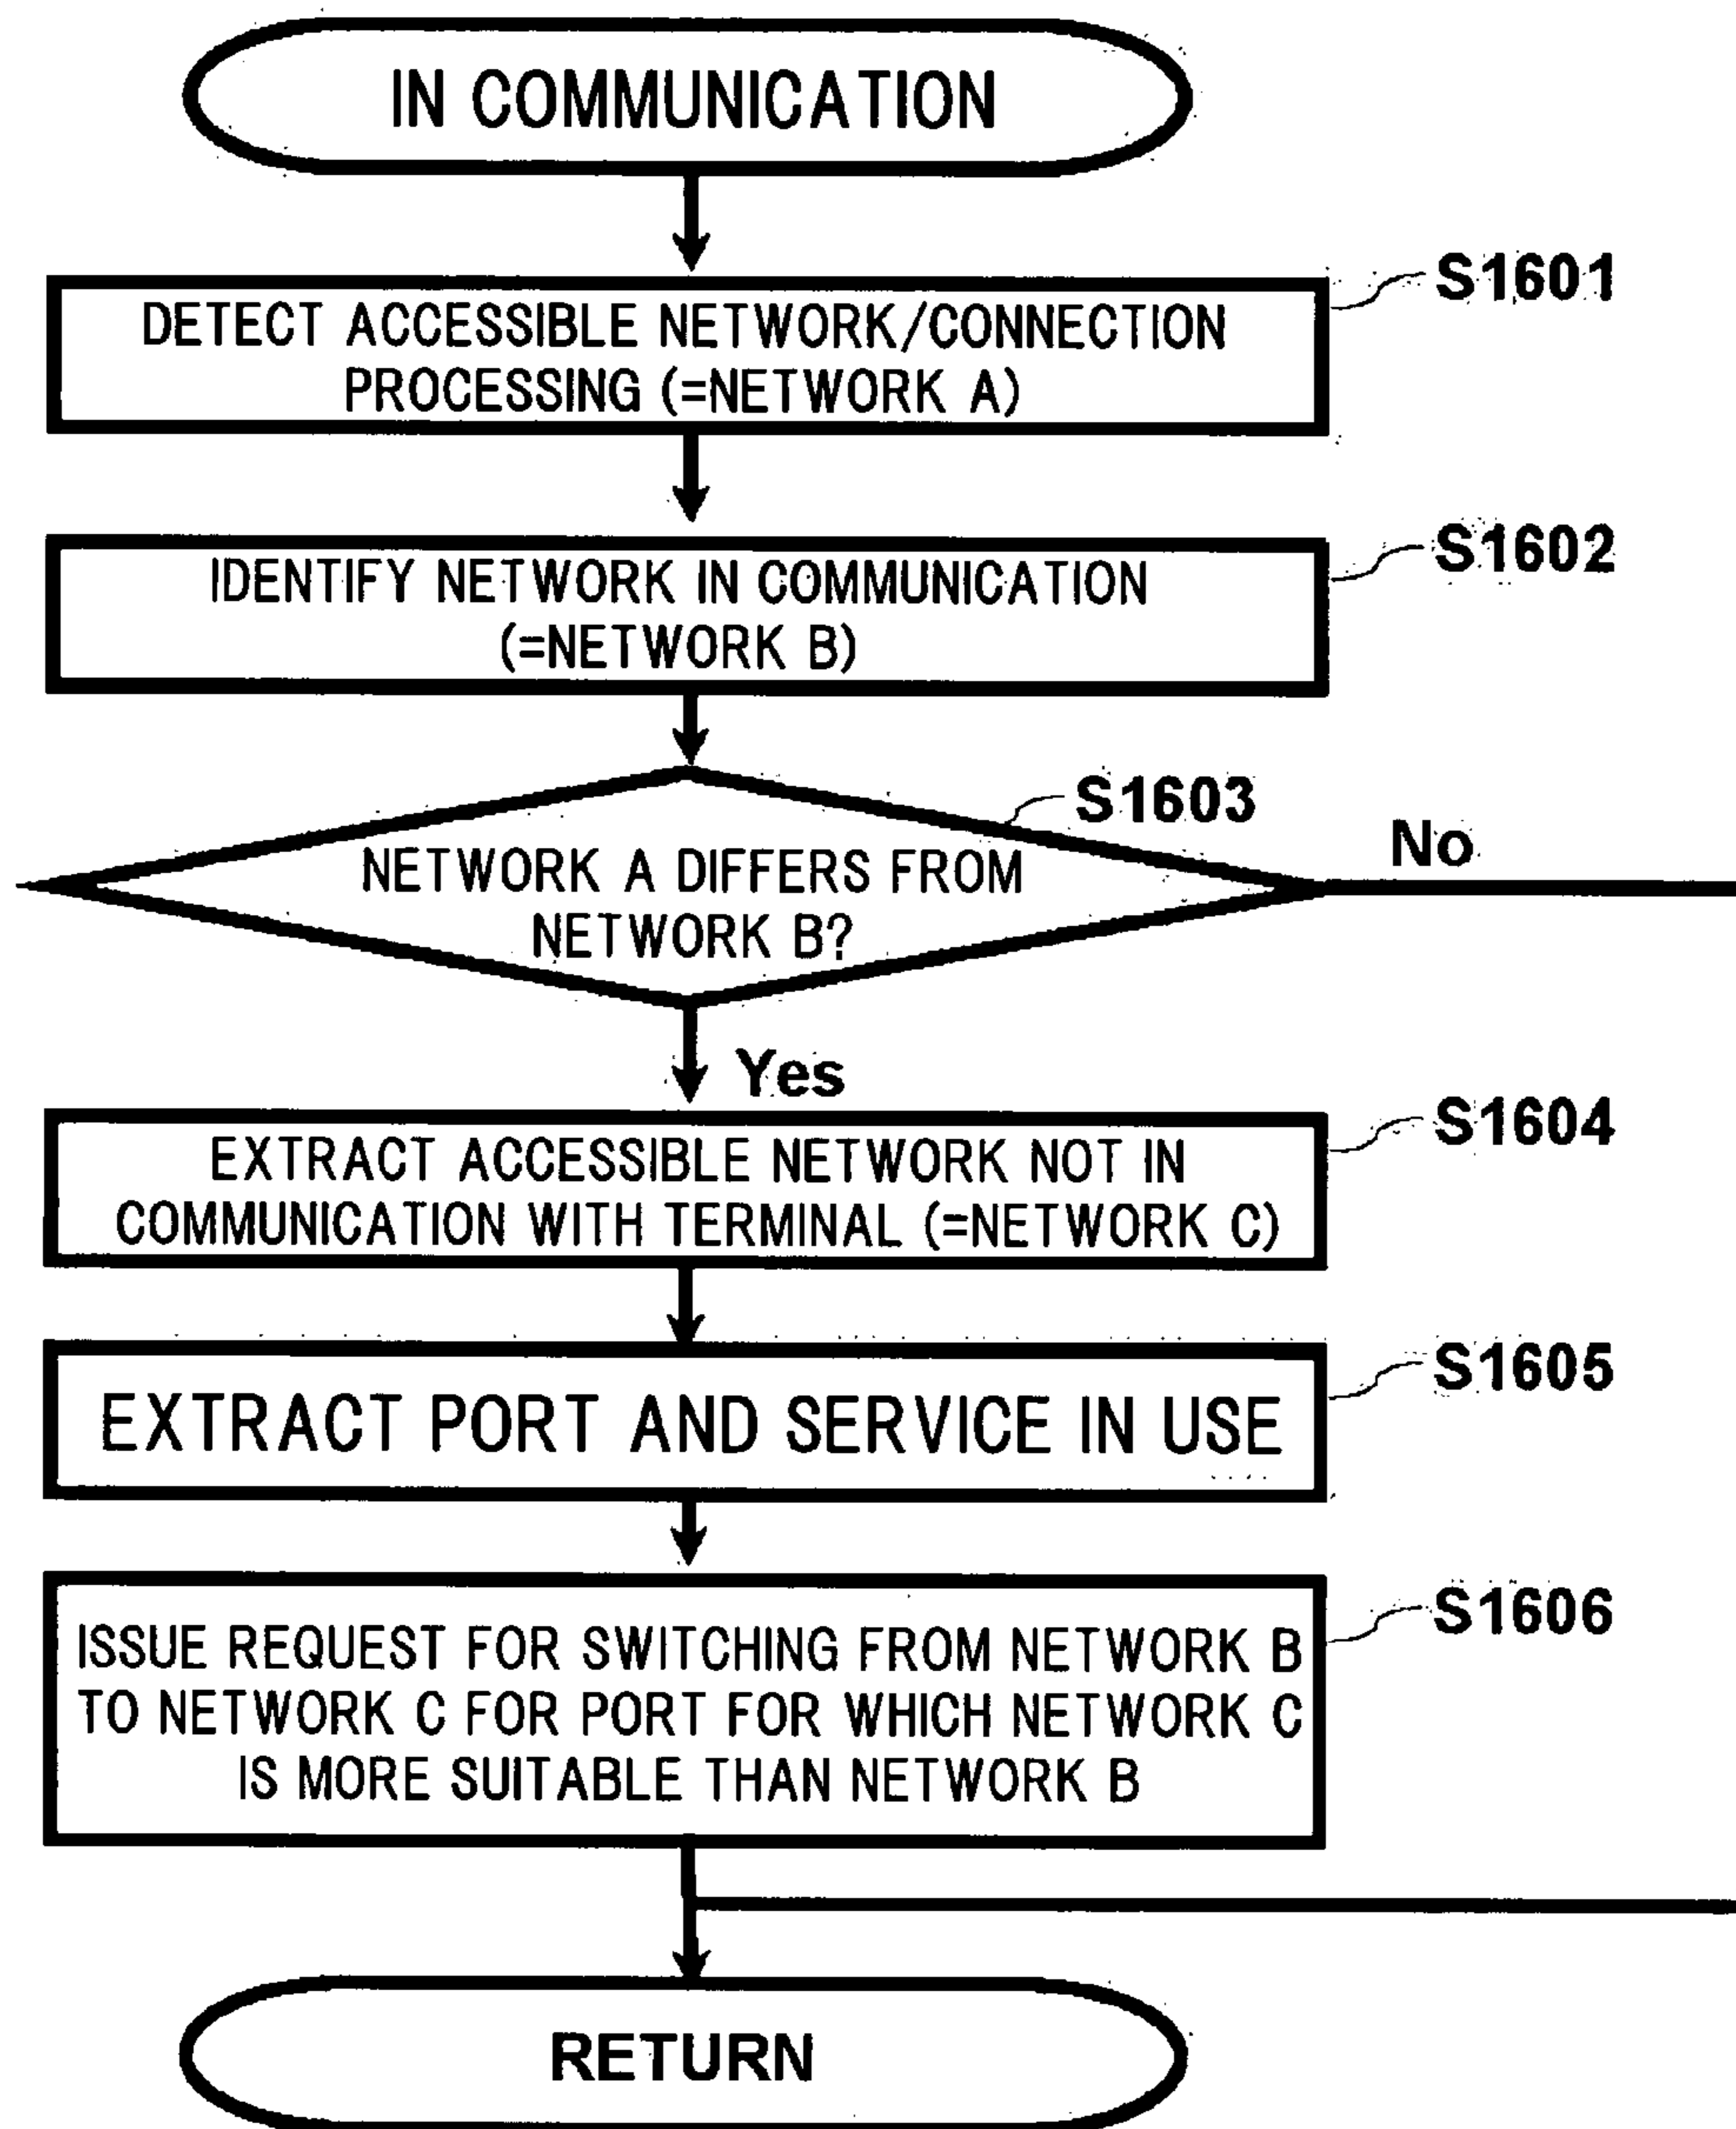 IN COMMUNICATION
S1601
DETECT ACCESSIBLE NETWORK/CONNECTION
PROCESSING (=NETWORK A)
S1602
IDENTIFY NETWORK IN COMMUNICATION
(=NETWORK B)
S1603
No
NETWORK A DIFFERS FROM
NETWORK B?
Yes
S1604
EXTRACT ACCESSIBLE NETWORK NOT IN
COMMUNICATION WITH TERMINAL (=NETWORK C)
S1605
EXTRACT PORT AND SERVICE IN USE
S1606
ISSUE REQUEST FOR SWITCHING FROM NETWORK B
TO NETWORK C FOR PORT FOR WHICH NETWORK C
IS MORE SUITABLE THAN NETWORK B
RETURN